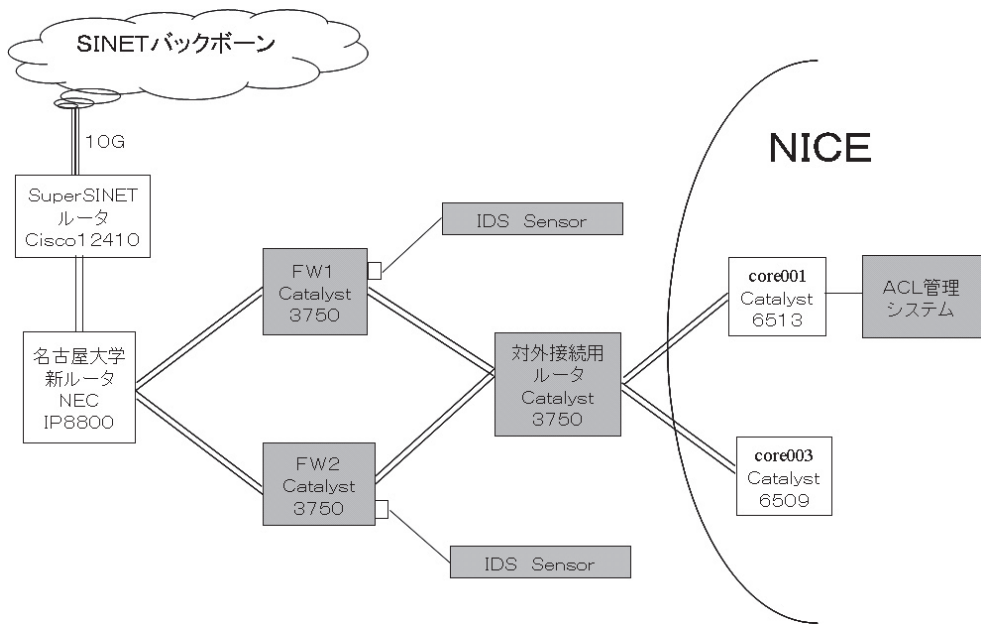 SINETバックボーン
10G
SuperSINET
ルータ
Cisco12410
名古屋大学
新ルータ
NEC
IP8800
FW1
Catalyst
3750
IDS Sensor
FW2
Catalyst
3750
IDS Sensor
対外接続用
ルータ
Catalyst
3750
NICE
core001
Catalyst
6513
ACL管理
システム
core003
Catalyst
6509